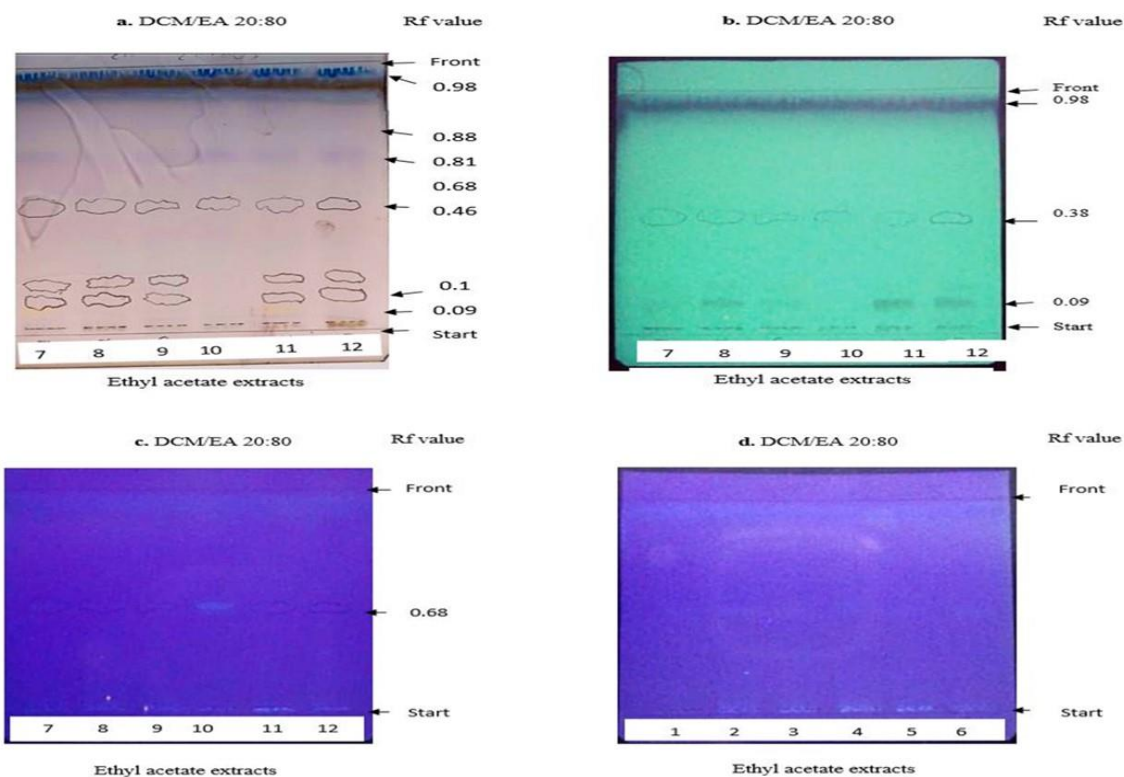 a. DCM/EA 20:80
Rf value
Front
0.98
0.88
0.81
0.68
0.46
0.1
0.09
Start
7 8 9 10 11 12
Ethyl acetate extracts
b. DCM/EA 20:80
Rf value
Front
0.98
0.38
0.09
Start
7 8 9 10 11 12
Ethyl acetate extracts
c. DCM/EA 20:80
Rf value
Front
0.68
Start
7 8 9 10 11 12
Ethyl acetate extracts
d. DCM/EA 20:80
Rf value
Front
Start
1 2 3 4 5 6
Ethyl acetate extracts